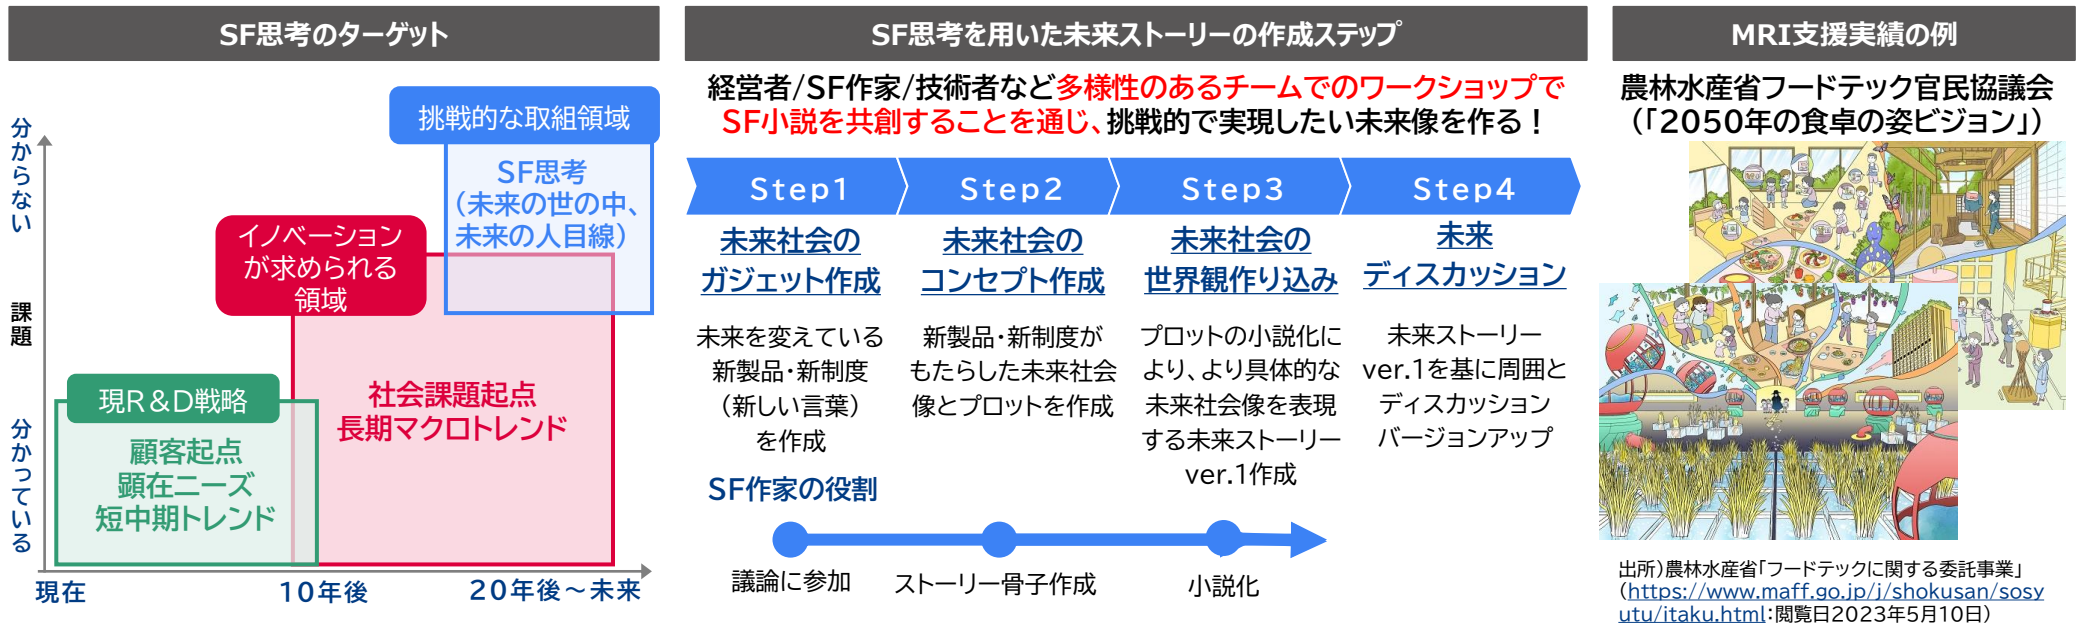 SF思考のターゲット
分からない
課題
分かっている
挑戦的な取組領域
SF思考
（未来の世の中、
未来の人目線）
イノベーション
が求められる
領域
社会課題起点
長期マクロトレンド
現R＆D戦略
顧客起点
顕在ニーズ
短中期トレンド
現在
10年後
20年後～未来
SF思考を用いた未来ストーリーの作成ステップ
経営者/SF作家/技術者など多様性のあるチームでのワークショップで
SF小説を共創することを通じ、挑戦的で実現したい未来像を作る！
Step1
Step2
Step3
Step4
未来社会の
ガジェット作成
未来を変えている
新製品・新制度
（新しい言葉）
を作成
未来社会の
コンセプト作成
新製品・新制度が
もたらした未来社会
像とプロットを作成
未来社会の
世界観作り込み
プロットの小説化に
より、より具体的な
未来社会像を表現
する未来ストーリー
ver.1作成
未来
ディスカッション
未来ストーリー
ver.1を基に周囲と
ディスカッション
バージョンアップ
SF作家の役割
議論に参加
ストーリー骨子作成
小説化
MRI支援実績の例
農林水産省フードテック官民協議会
（「2050年の食卓の姿ビジョン」）
出所）農林水産省「フードテックに関する委託事業」
（https://www.maff.go.jp/j/shokusan/sosy
utu/itaku.html：閲覧日2023年5月10日）